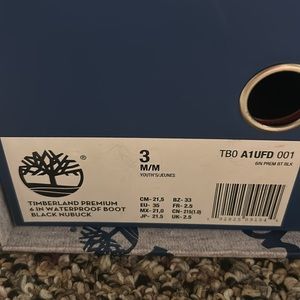 3
M/M
YOUTH'S/JEUNES
TB0 A1UFD 001
6IN PREM BT BLK
TIMBERLAND PREMIUM
6 IN WATERPROOF BOOT
BLACK NUBUCK
CM- 21,5 BZ- 33
EU- 35 FR- 2.5
MX- 21,0 CN- 215(1.0)
JP- 21.5 UK- 2.5